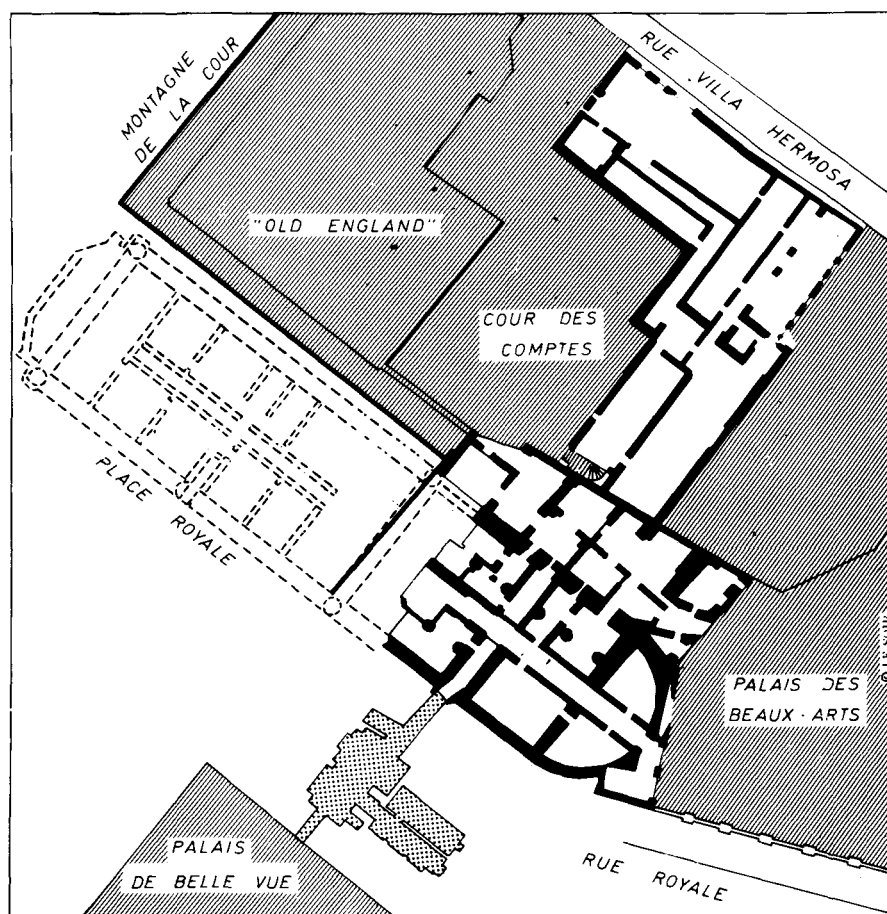 RUE VILLA HERMOSA
MONTAGNE
DE LA COUR
"OLD ENGLAND"
COUR DES
COMPTES
PLACE
ROYALE
PALAIS DES
BEAUX-ARTS
PALAIS
DE BELLE VUE
RUE ROYALE